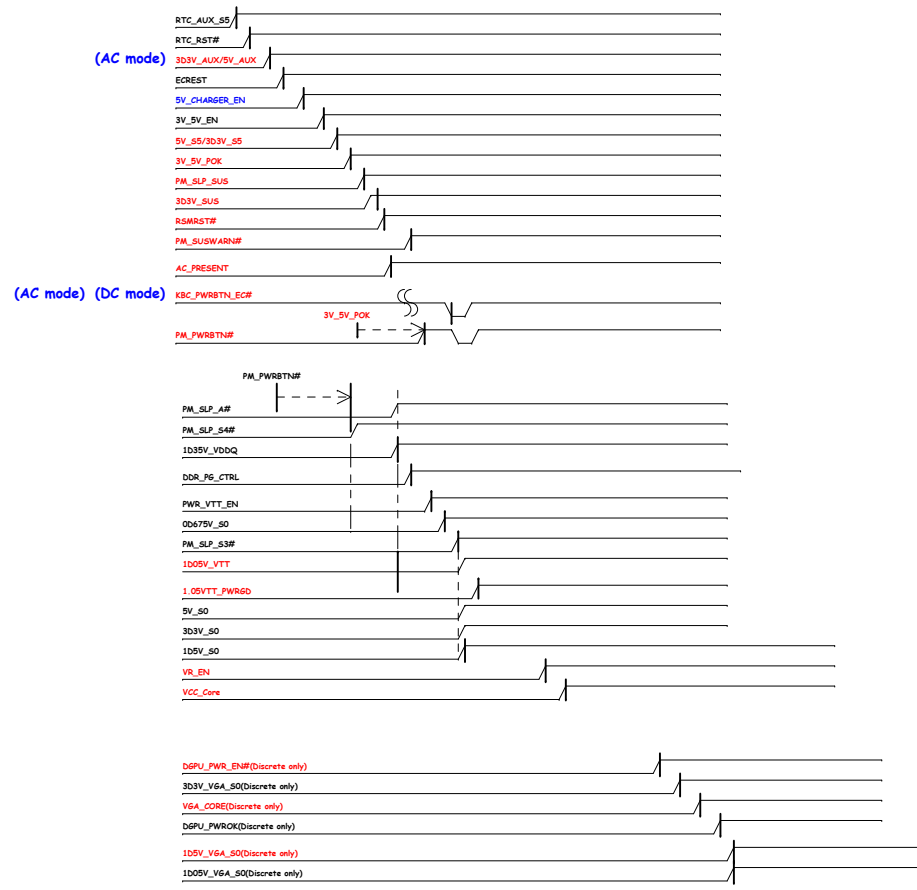 RTC_AUX_S5
RTC_RST#
(AC mode) 3D3V_AUX/5V_AUX
ECREST
5V_CHARGER_EN
3V_5V_EN
5V_S5/3D3V_S5
3V_5V_POK
PM_SLP_SUS
3D3V_SUS
RSMRST#
PM_SUSWARN#
AC_PRESENT
(AC mode) (DC mode) KBC_PWRBTN_EC#
3V_5V_POK
PM_PWRBTN#
PM_PWRBTN#
PM_SLP_A#
PM_SLP_S4#
1D35V_VDDQ
DDR_PG_CTRL
PWR_VTT_EN
0D675V_S0
PM_SLP_S3#
1D05V_VTT
1.05VTT_PWRGD
5V_S0
3D3V_S0
1D5V_S0
VR_EN
VCC_Core
DGPU_PWR_EN#(Discrete only)
3D3V_VGA_S0(Discrete only)
VGA_CORE(Discrete only)
DGPU_PWROK(Discrete only)
1D5V_VGA_S0(Discrete only)
1D05V_VGA_S0(Discrete only)